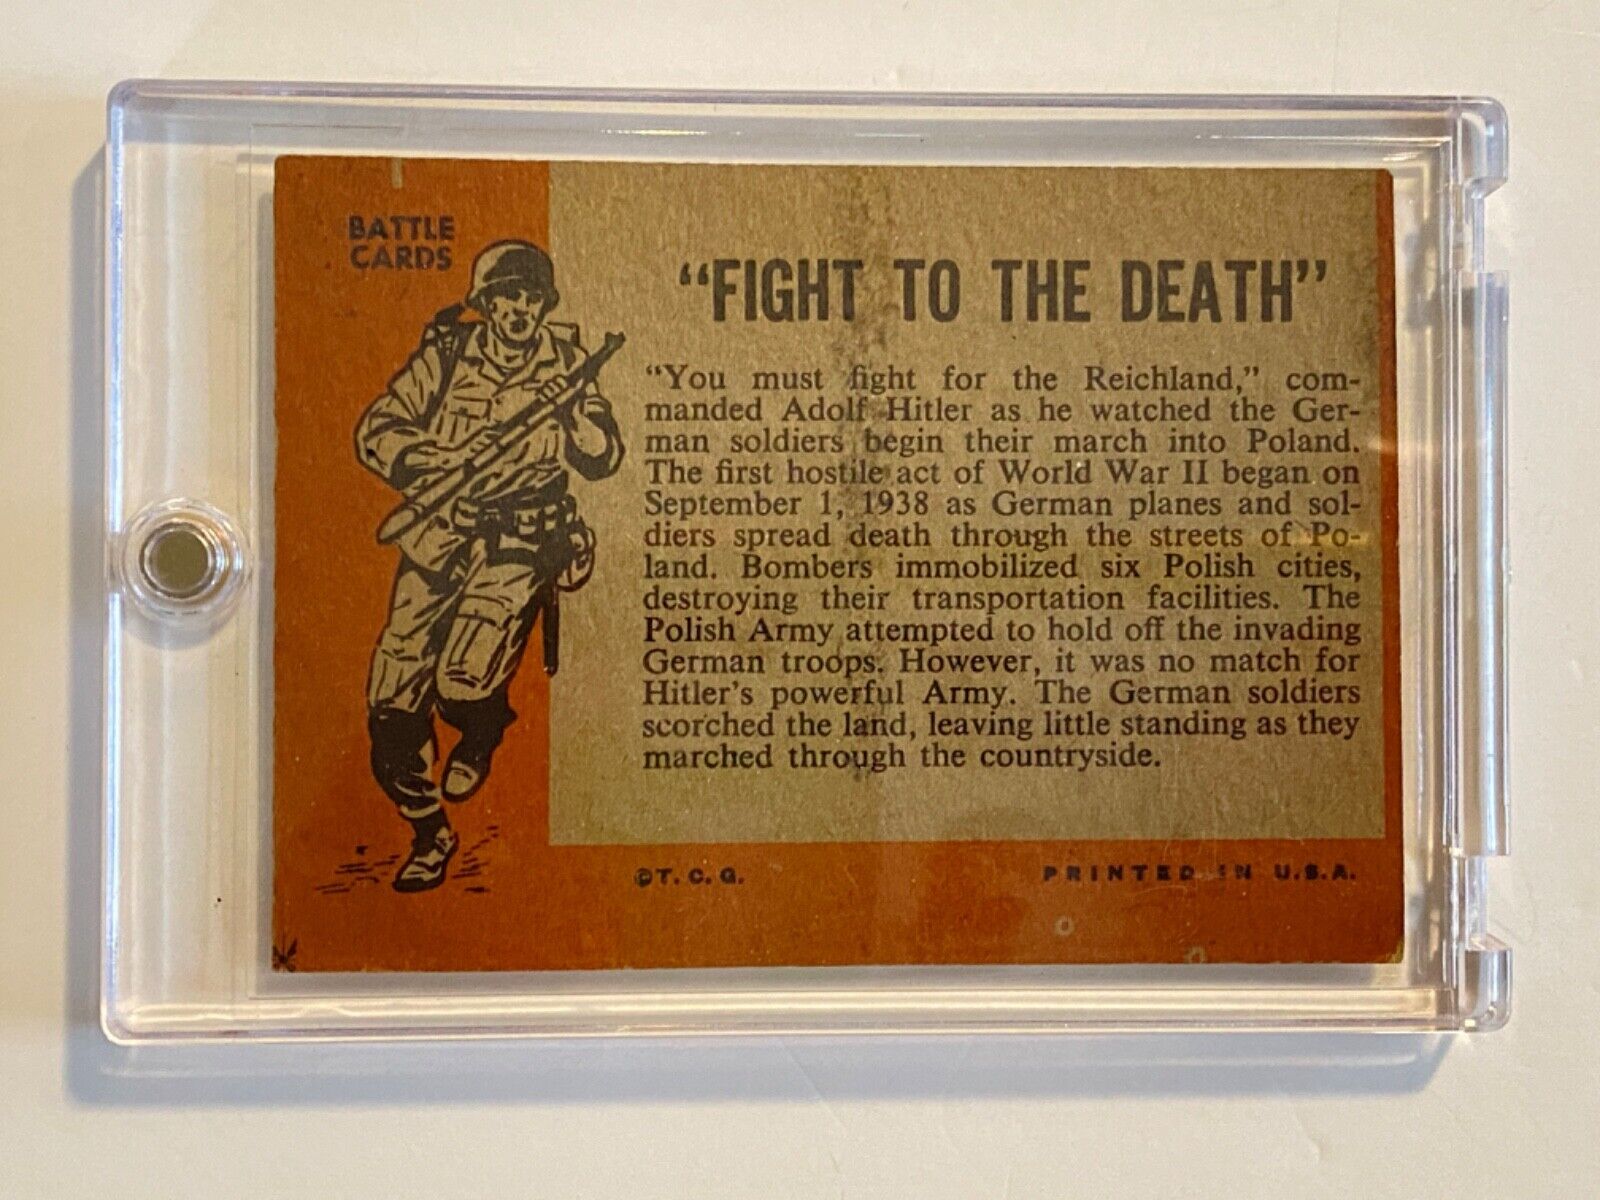 BATTLE
CARDS
“FIGHT TO THE DEATH”
“You must fight for the Reichland,” com-
manded Adolf Hitler as he watched the Ger-
man soldiers begin their march into Poland.
The first hostile act of World War II began on
September 1, 1938 as German planes and sol-
diers spread death through the streets of Po-
land. Bombers immobilized six Polish cities,
destroying their transportation facilities. The
Polish Army attempted to hold off the invading
German troops. However, it was no match for
Hitler’s powerful Army. The German soldiers
scorched the land, leaving little standing as they
marched through the countryside.
©T. C. G.
PRINTED IN U.S.A.